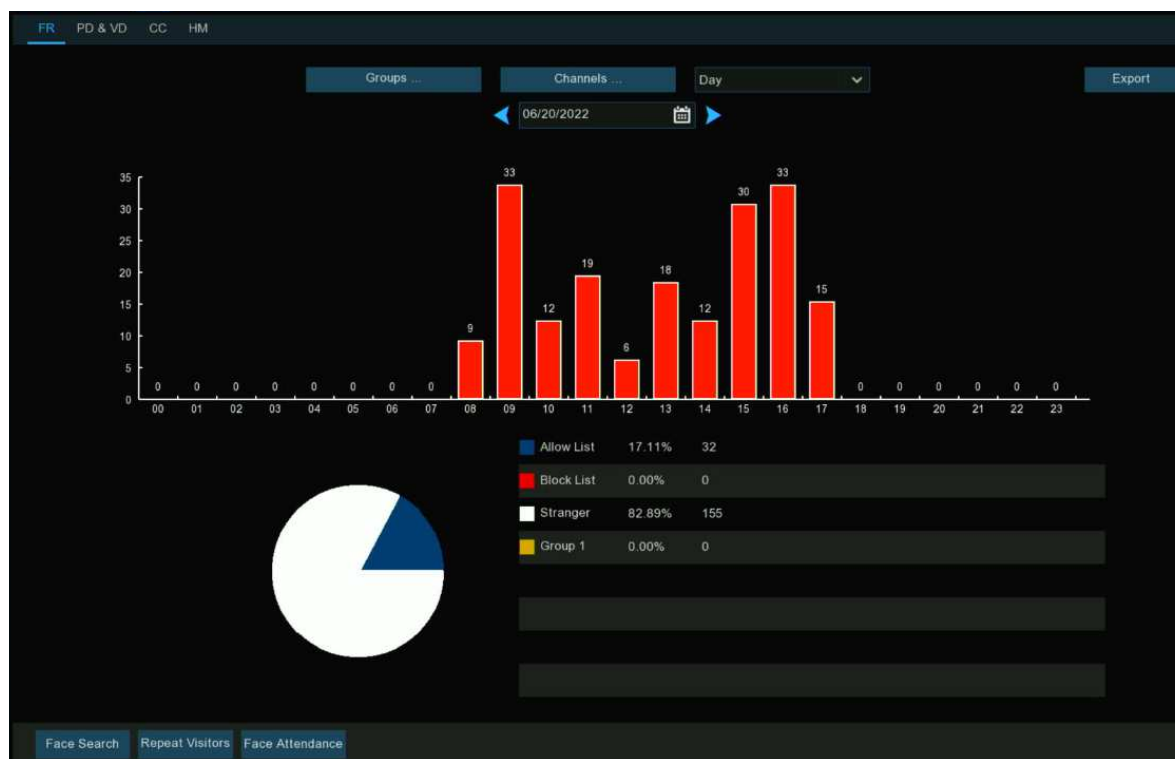 FR PD & VD CC HM
Groups ... Channels ... Day Export
06/20/2022
33 33
35
30
30
25
19
20
18
15
15
12 12
9
10
6
5
0 0 0 0 0 0 0 0 0 0 0 0 0 0
0
00 01 02 03 04 05 06 07 08 09 10 11 12 13 14 15 16 17 18 19 20 21 22 23
Allow List 17.11% 32
Block List 0.00% 0
Stranger 82.89% 155
Group 1 0.00% 0
Face Search Repeat Visitors Face Attendance